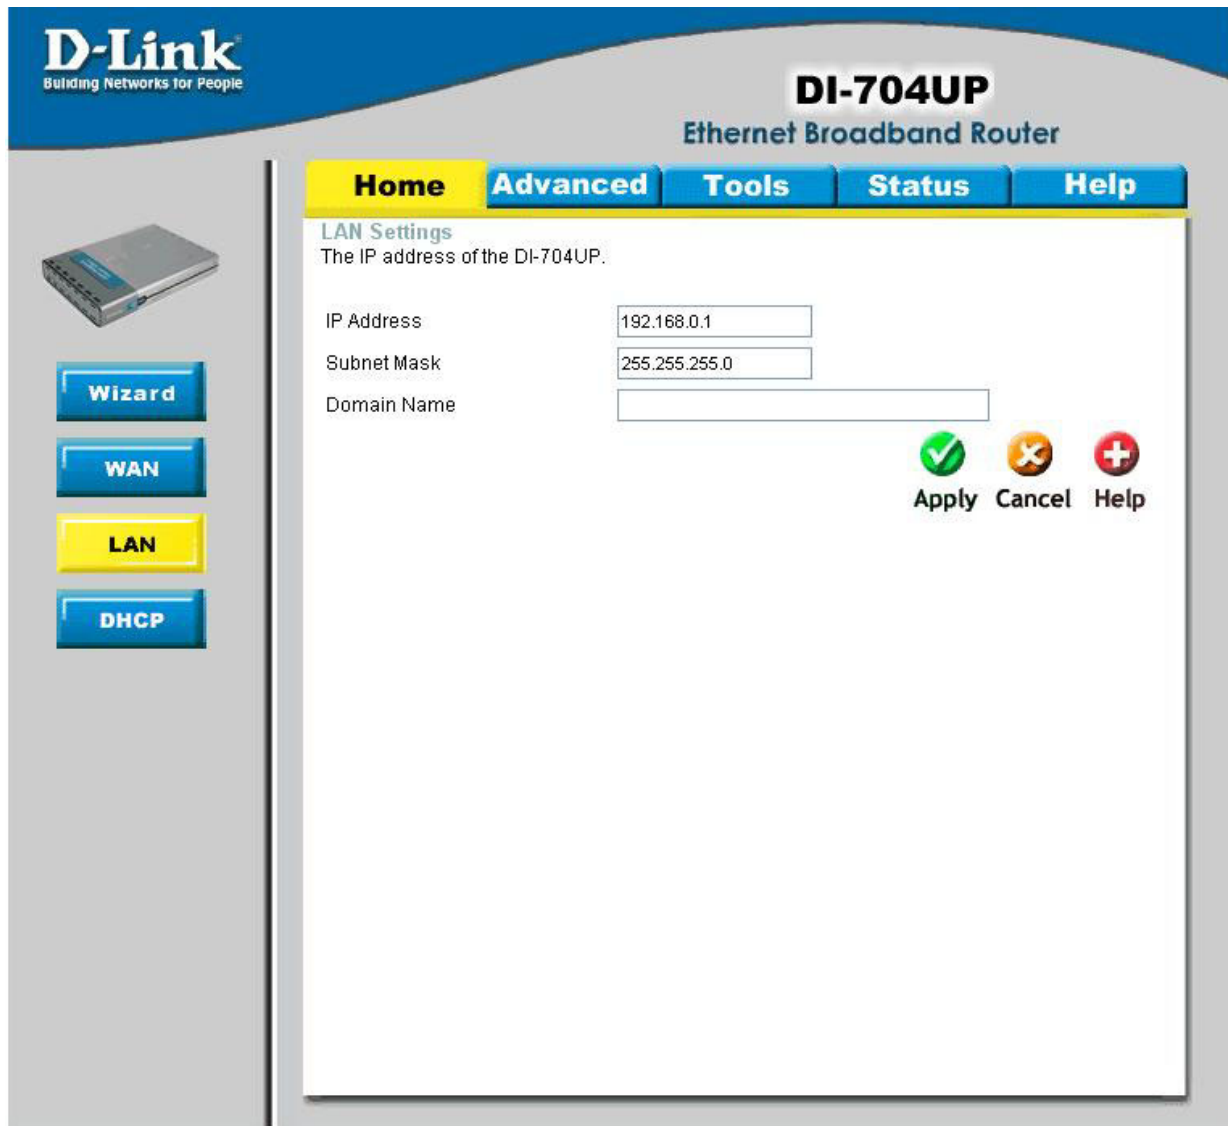 D-Link
Building Networks for People
DI-704UP
Ethernet Broadband Router
Home Advanced Tools Status Help
LAN Settings
The IP address of the DI-704UP.
IP Address 192.168.0.1
Subnet Mask 255.255.255.0
Domain Name
Apply Cancel Help
Wizard
WAN
LAN
DHCP